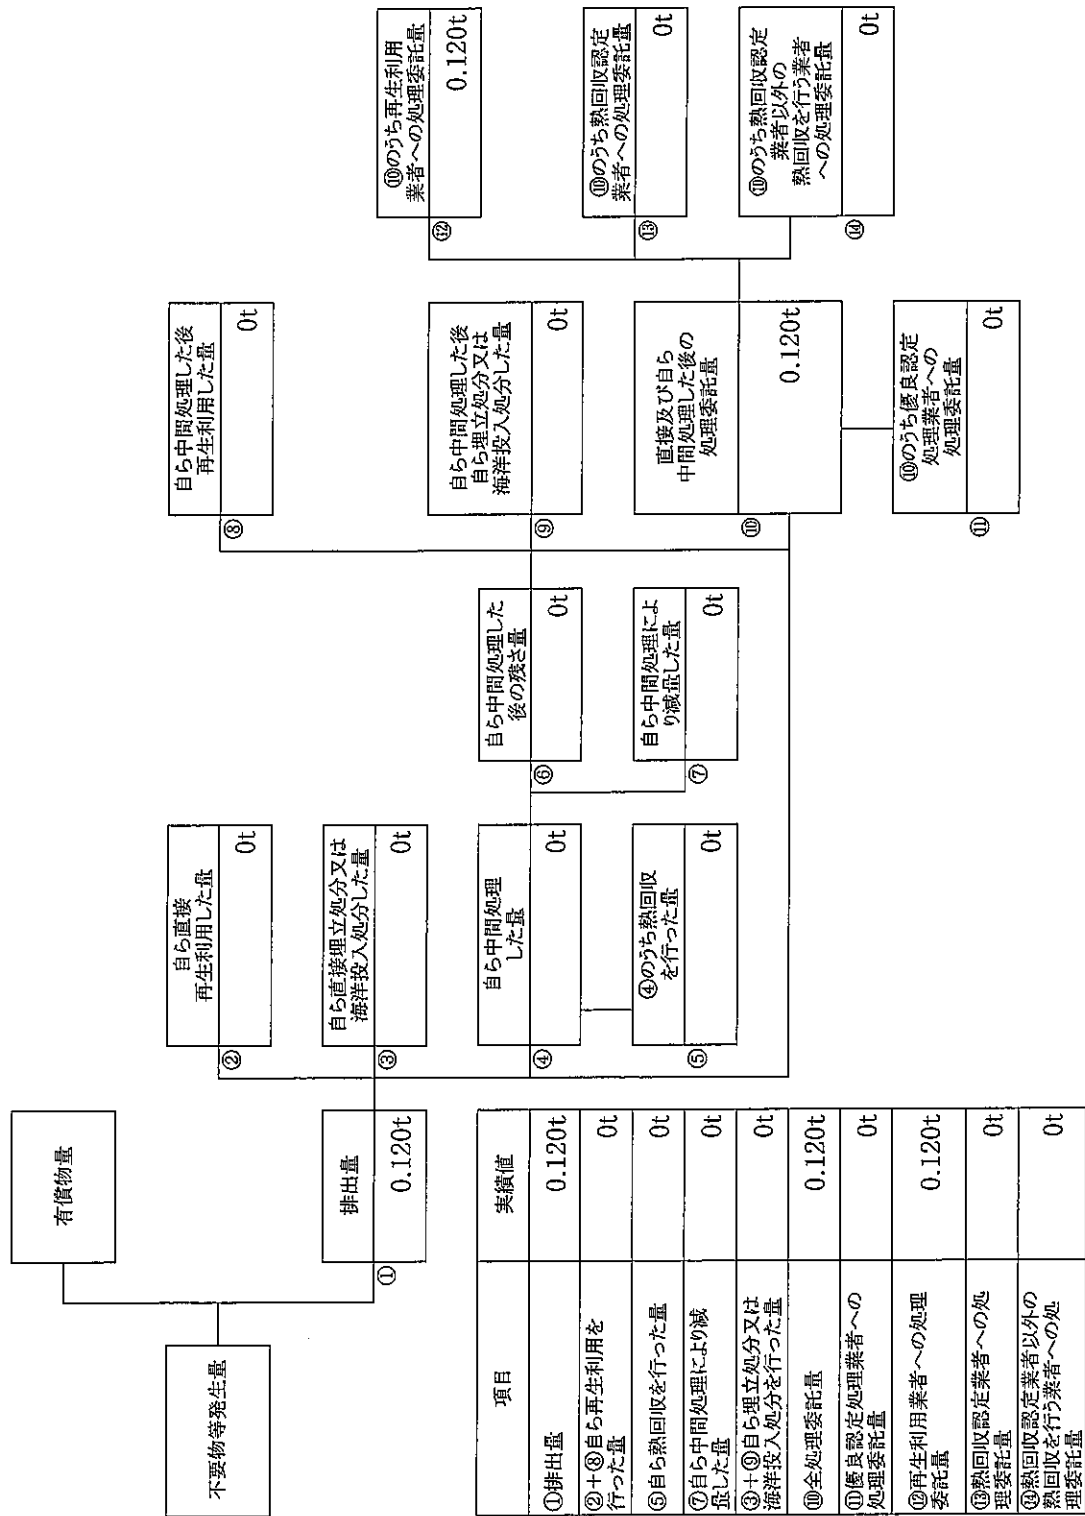 不要物等発生量
有償物量
①
排出量
0.120t
②
自ら直接
再生利用した量
0t
③
自ら直接埋立処分又は
海洋投入処分した量
0t
④
自ら中間処理
した量
0t
⑤
④のうち熱回収
を行った量
0t
⑥
自ら中間処理した
後の残さ量
0t
⑦
自ら中間処理によ
り減量した量
0t
⑧
自ら中間処理した後
再生利用した量
0t
⑨
自ら中間処理した後
自ら埋立処分又は
海洋投入処分した量
0t
⑩
直接及び自ら
中間処理した後の
処理委託量
0.120t
⑪
⑩のうち優良認定
処理業者への
処理委託量
0t
⑫
⑩のうち再生利用
業者への処理委託量
0.120t
⑬
⑩のうち熱回収認定
業者への処理委託量
0t
⑭
⑩のうち熱回収認定
業者以外の
熱回収を行う業者
への処理委託量
0t
項目 実績値
①排出量 0.120t
②+⑧自ら再生利用を
行った量 0t
⑤自ら熱回収を行った量 0t
⑦自ら中間処理により減
量した量 0t
③+⑨自ら埋立処分又は
海洋投入処分を行った量 0t
⑩全処理委託量 0.120t
⑪優良認定処理業者への
処理委託量 0t
⑫再生利用業者への処理
委託量 0.120t
⑬熱回収認定業者への処
理委託量 0t
⑭熱回収認定業者以外の
熱回収を行う業者への処
理委託量 0t